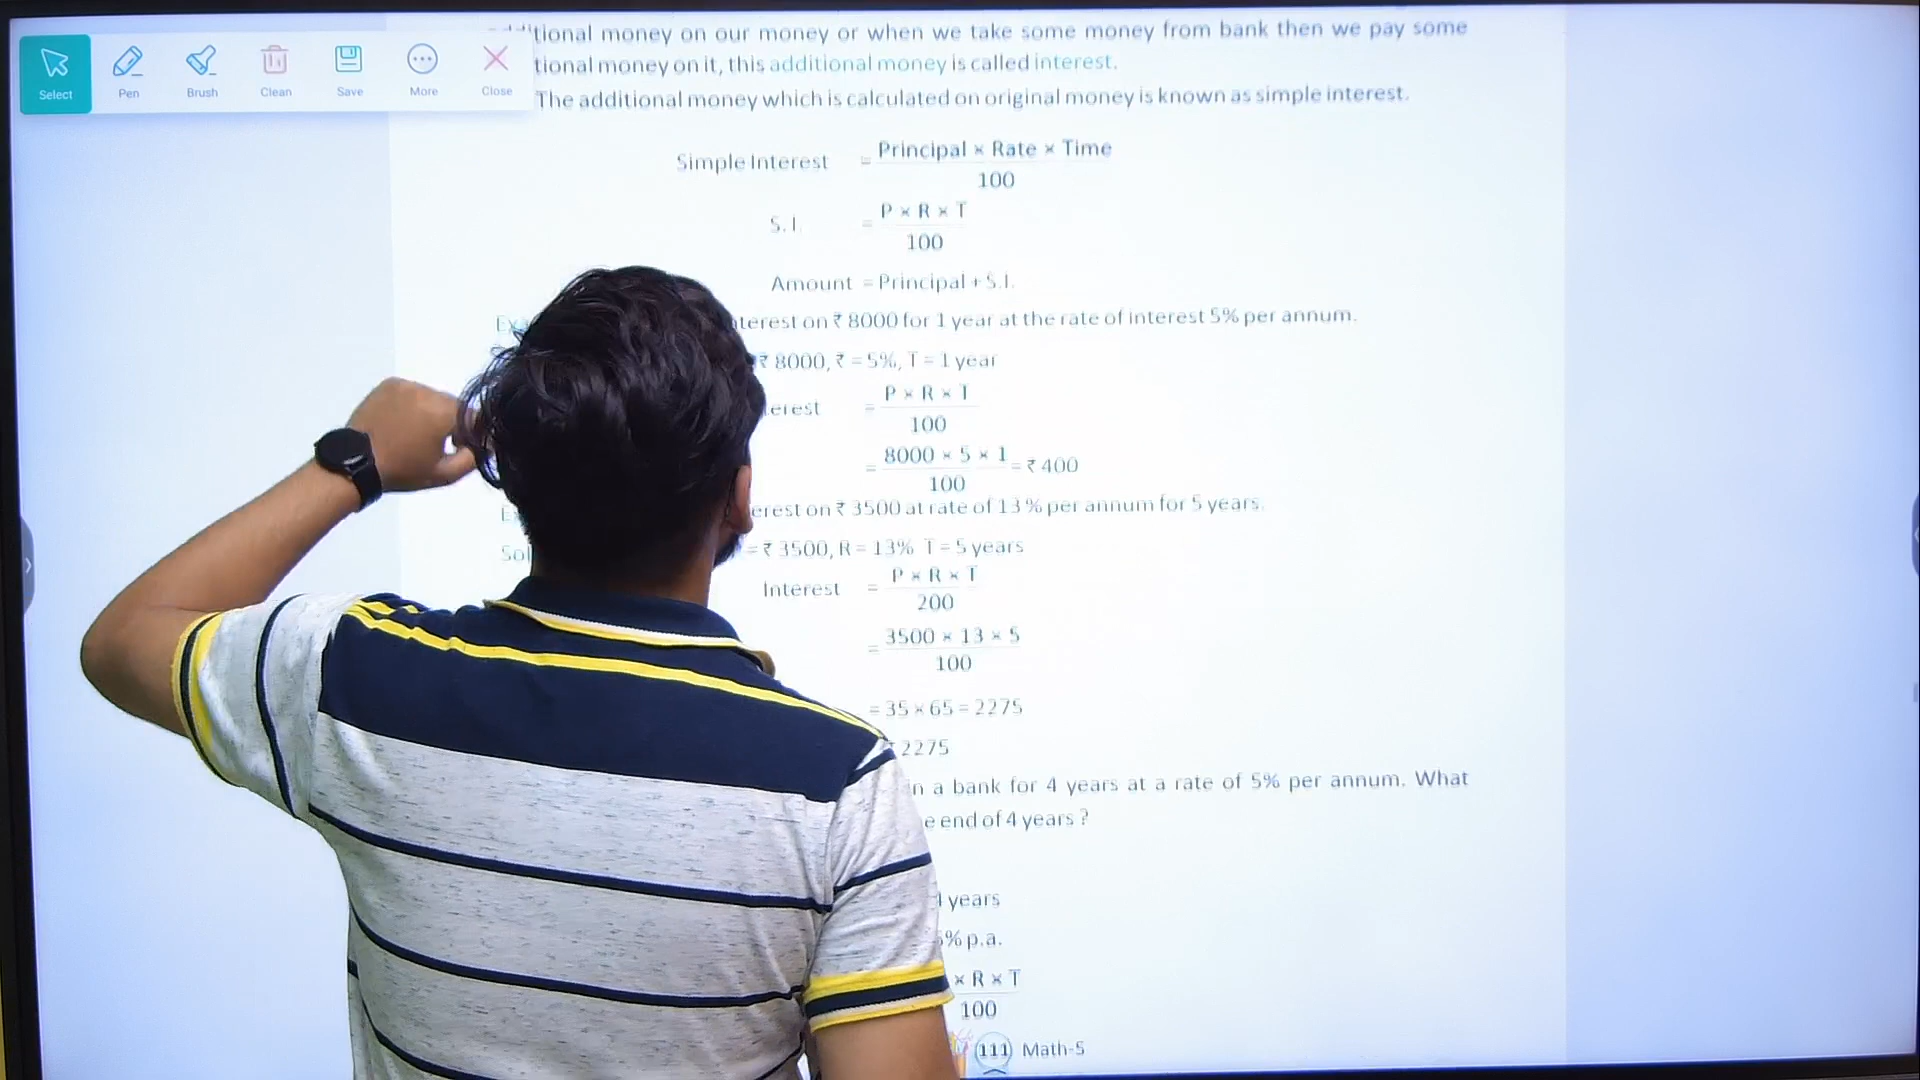 tional money on our money or when we take some money from bank then we pay some
tional money on it, this additional money is called interest.
The additional money which is calculated on original money is known as simple interest.
Select Pen Brush Clean Save More Close
Simple Interest = Principal × Rate × Time
100
S. I. = P × R × T
100
Amount = Principal + S.I.
terest on ₹ 8000 for 1 year at the rate of interest 5% per annum.
₹ 8000, ₹ = 5%, T = 1 year
erest = P × R × T
100
= 8000 × 5 × 1 = ₹ 400
100
erest on ₹ 3500 at rate of 13 % per annum for 5 years.
Sol = ₹ 3500, R = 13% T = 5 years
Interest = P × R × T
200
= 3500 × 13 × 5
100
= 35 × 65 = 2275
2275
n a bank for 4 years at a rate of 5% per annum. What
e end of 4 years ?
years
% p.a.
× R × T
100
111 Math-5